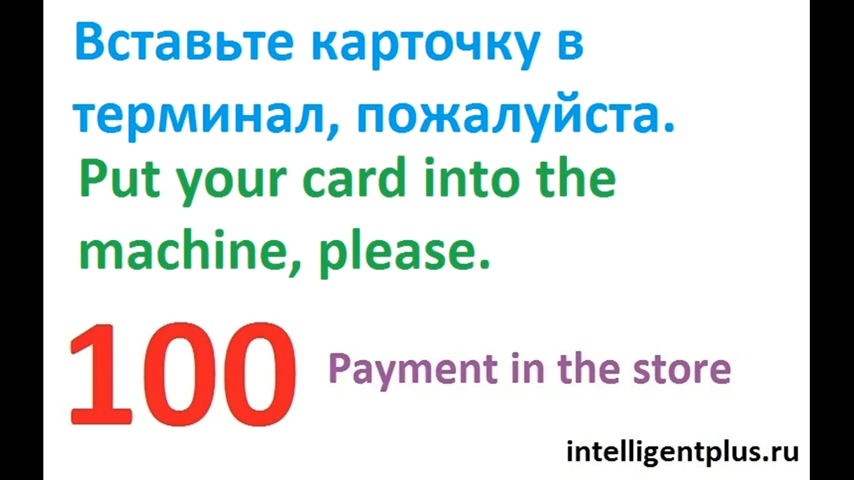 Вставьте карточку в
терминал, пожалуйста.
Put your card into the
machine, please.
100 Payment in the store
intelligentplus.ru